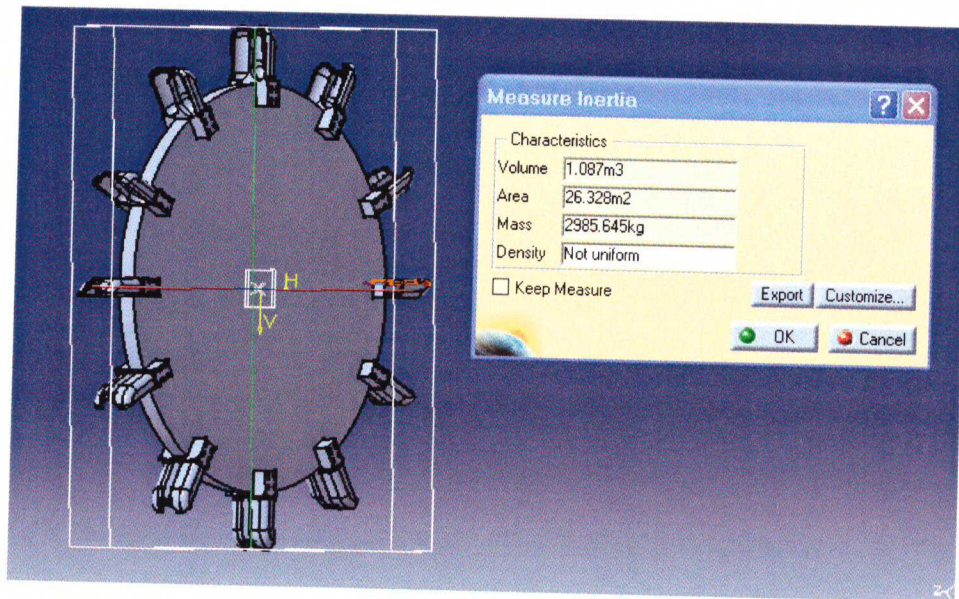 Measure Inertia
Characteristics
Volume 1.087m3
Area 26.328m2
Mass 2985.645kg
Density Not uniform
Keep Measure
Export Customize...
OK Cancel
H
V